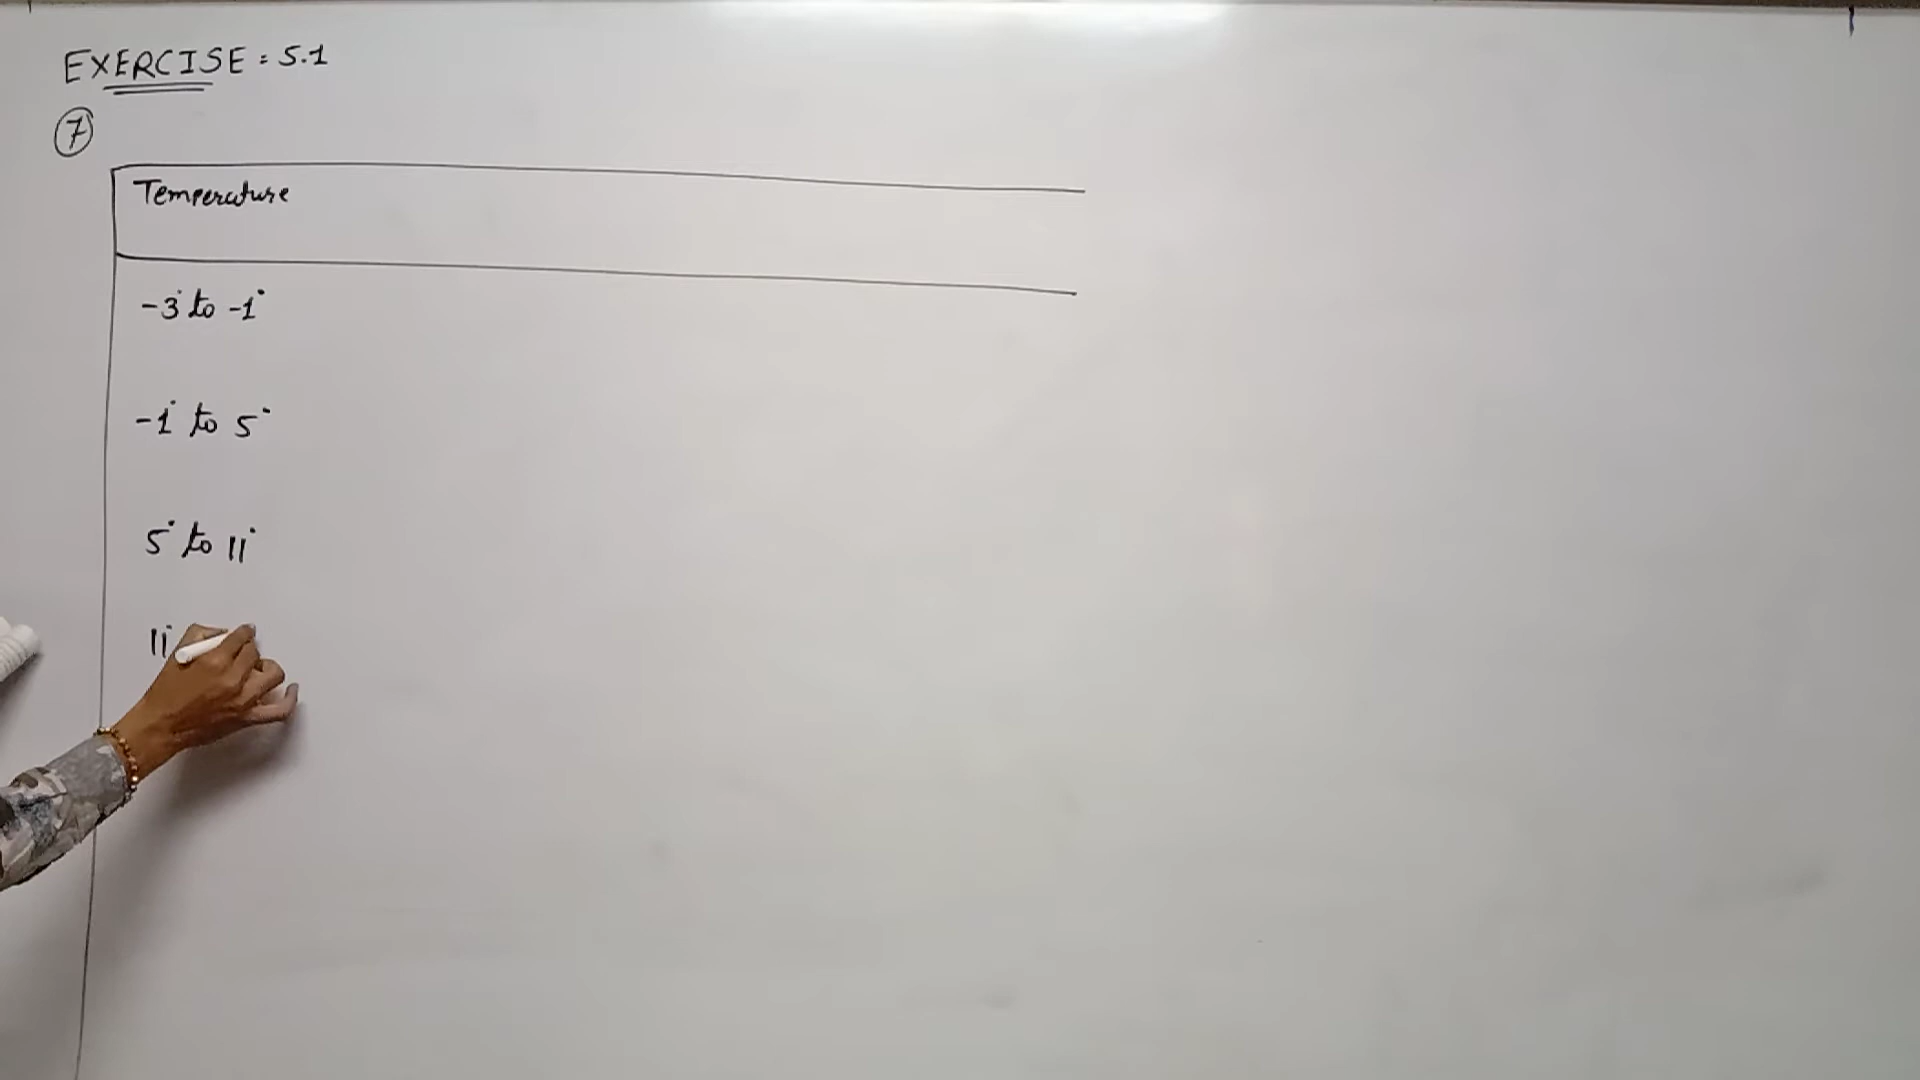 EXERCISE = 5.1
7
Temperature
-3° to -1°
-1° to 5°
5° to 11°
11°